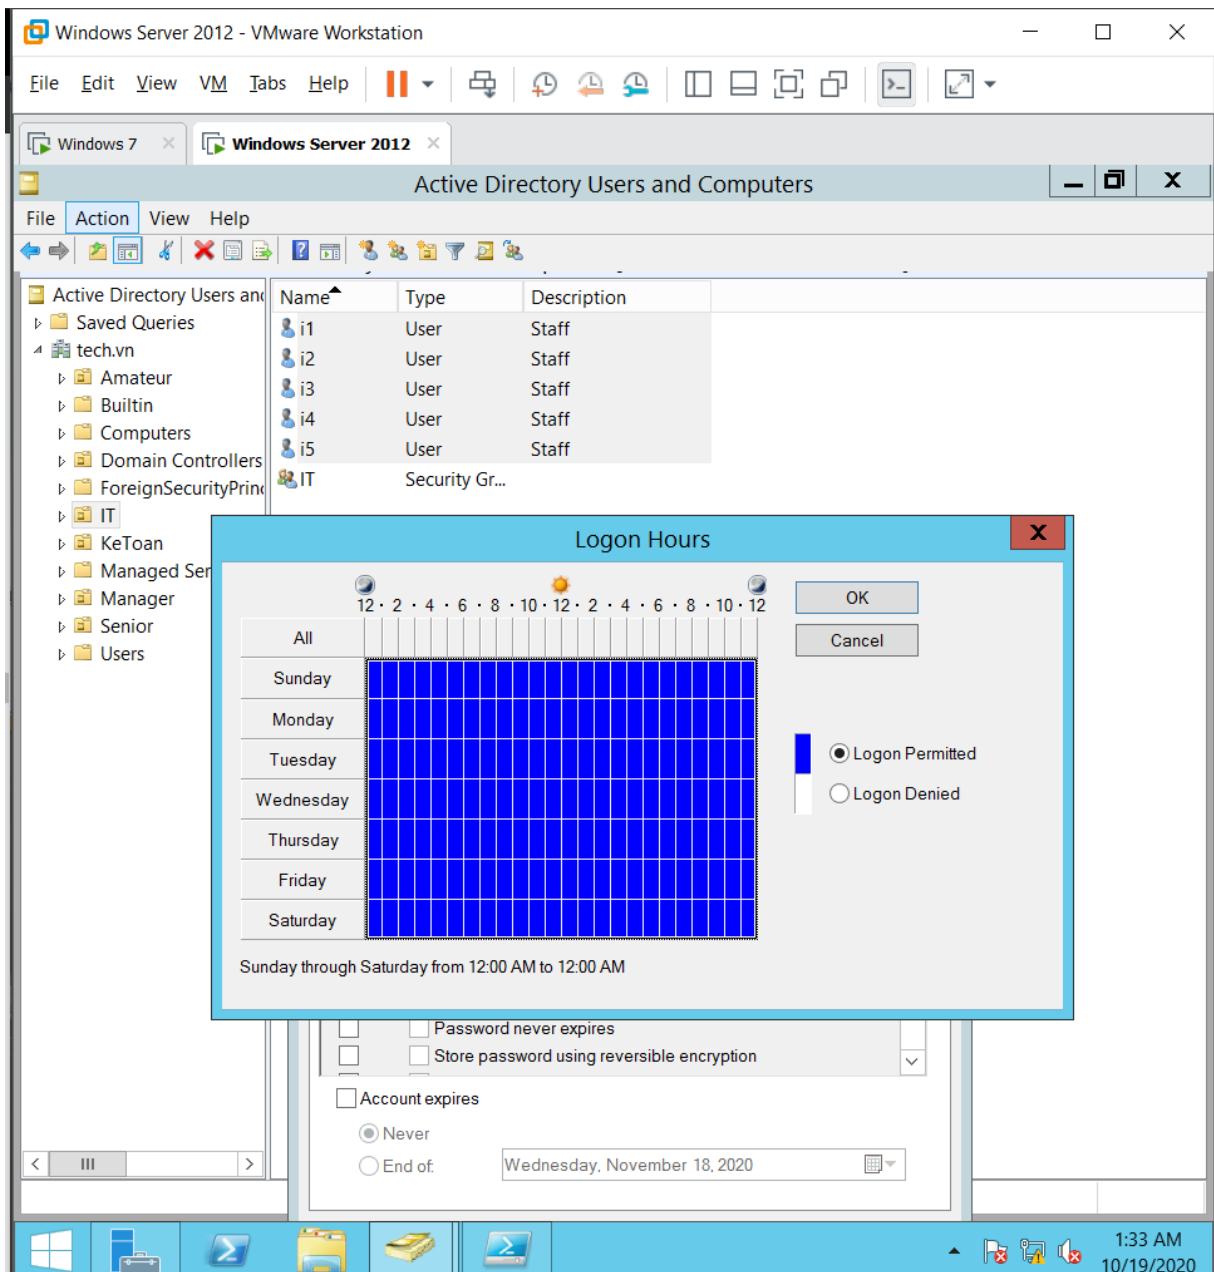 Windows Server 2012 - VMware Workstation
File Edit View VM Tabs Help
Windows 7
Windows Server 2012
Active Directory Users and Computers
File Action View Help
Active Directory Users and
Saved Queries
tech.vn
Amateur
Builtin
Computers
Domain Controllers
ForeignSecurityPrinc
IT
KeToan
Managed Ser
Manager
Senior
Users
Name Type Description
i1 User Staff
i2 User Staff
i3 User Staff
i4 User Staff
i5 User Staff
IT Security Gr...
Logon Hours
12 · 2 · 4 · 6 · 8 · 10 · 12 · 2 · 4 · 6 · 8 · 10 · 12
All
Sunday
Monday
Tuesday
Wednesday
Thursday
Friday
Saturday
OK
Cancel
Logon Permitted
Logon Denied
Sunday through Saturday from 12:00 AM to 12:00 AM
Password never expires
Store password using reversible encryption
Account expires
Never
End of: Wednesday, November 18, 2020
1:33 AM
10/19/2020